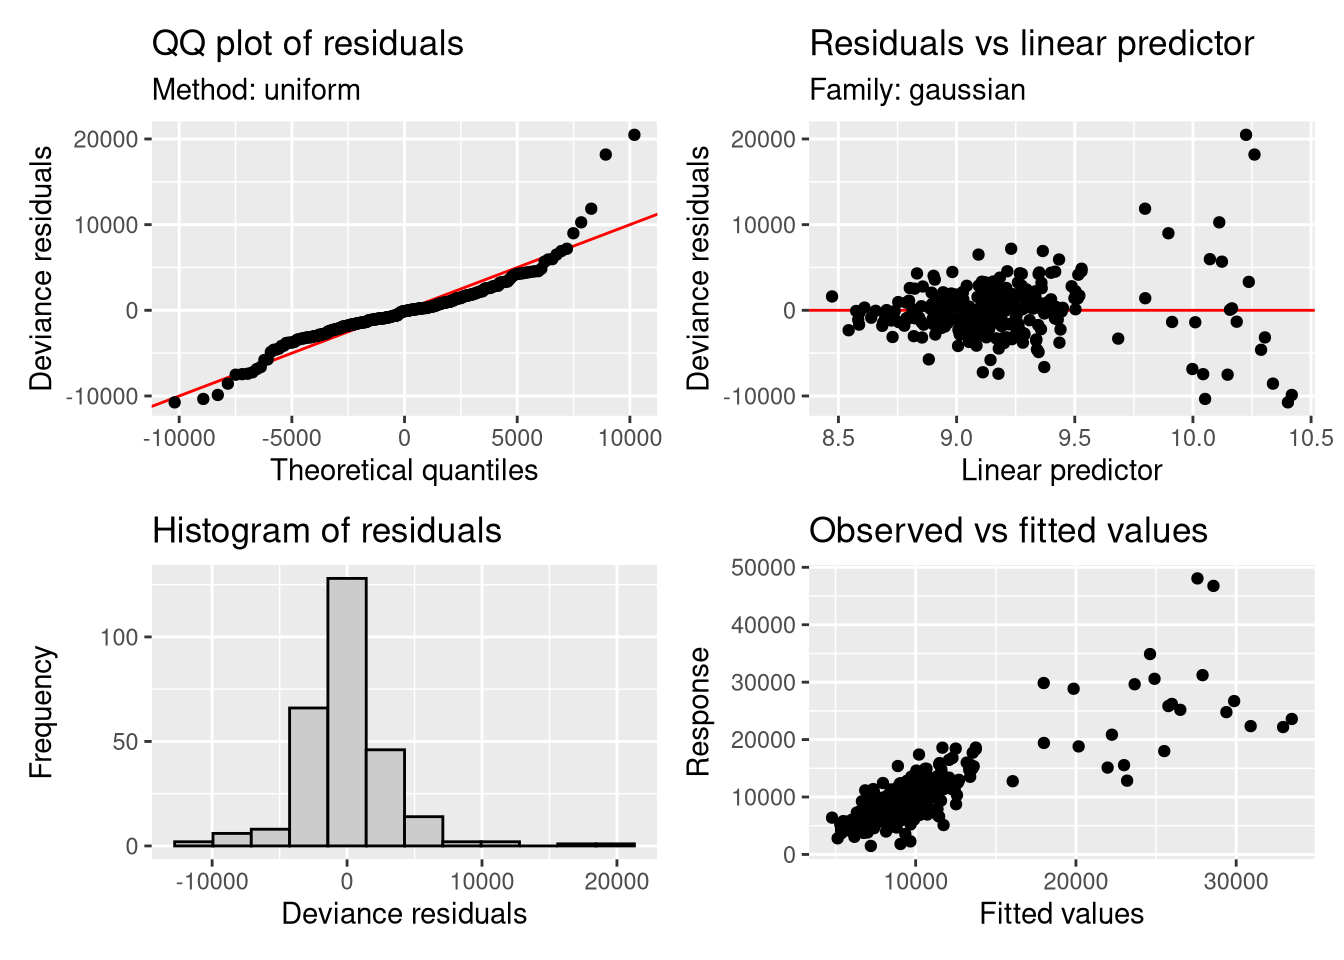 QQ plot of residuals
Method: uniform
20000
10000
0
-10000
Deviance residuals
-10000 -5000 0 5000 10000
Theoretical quantiles
Residuals vs linear predictor
Family: gaussian
20000
10000
0
-10000
Deviance residuals
8.5 9.0 9.5 10.0 10.5
Linear predictor
Histogram of residuals
100
50
0
Frequency
-10000 0 10000 20000
Deviance residuals
Observed vs fitted values
50000
40000
30000
20000
10000
0
Response
10000 20000 30000
Fitted values